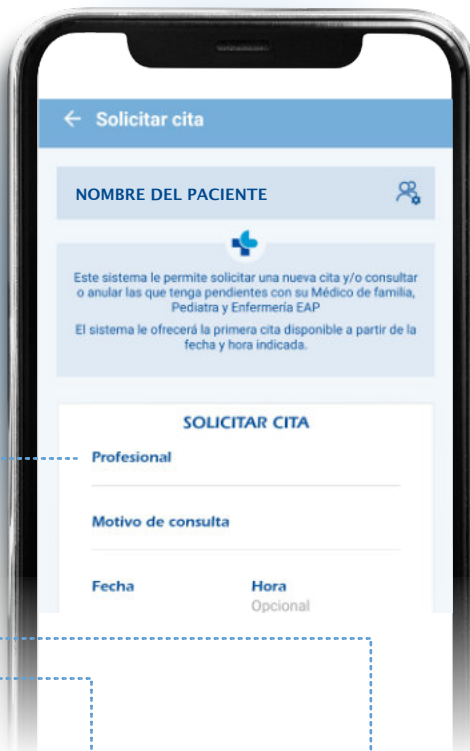 Solicitar cita
NOMBRE DEL PACIENTE
Este sistema le permite solicitar una nueva cita y/o consultar
o anular las que tenga pendientes con su Médico de familia,
Pediatra y Enfermería EAP
El sistema le ofrecerá la primera cita disponible a partir de la
fecha y hora indicada.
SOLICITAR CITA
Profesional
Motivo de consulta
Fecha Hora
Opcional